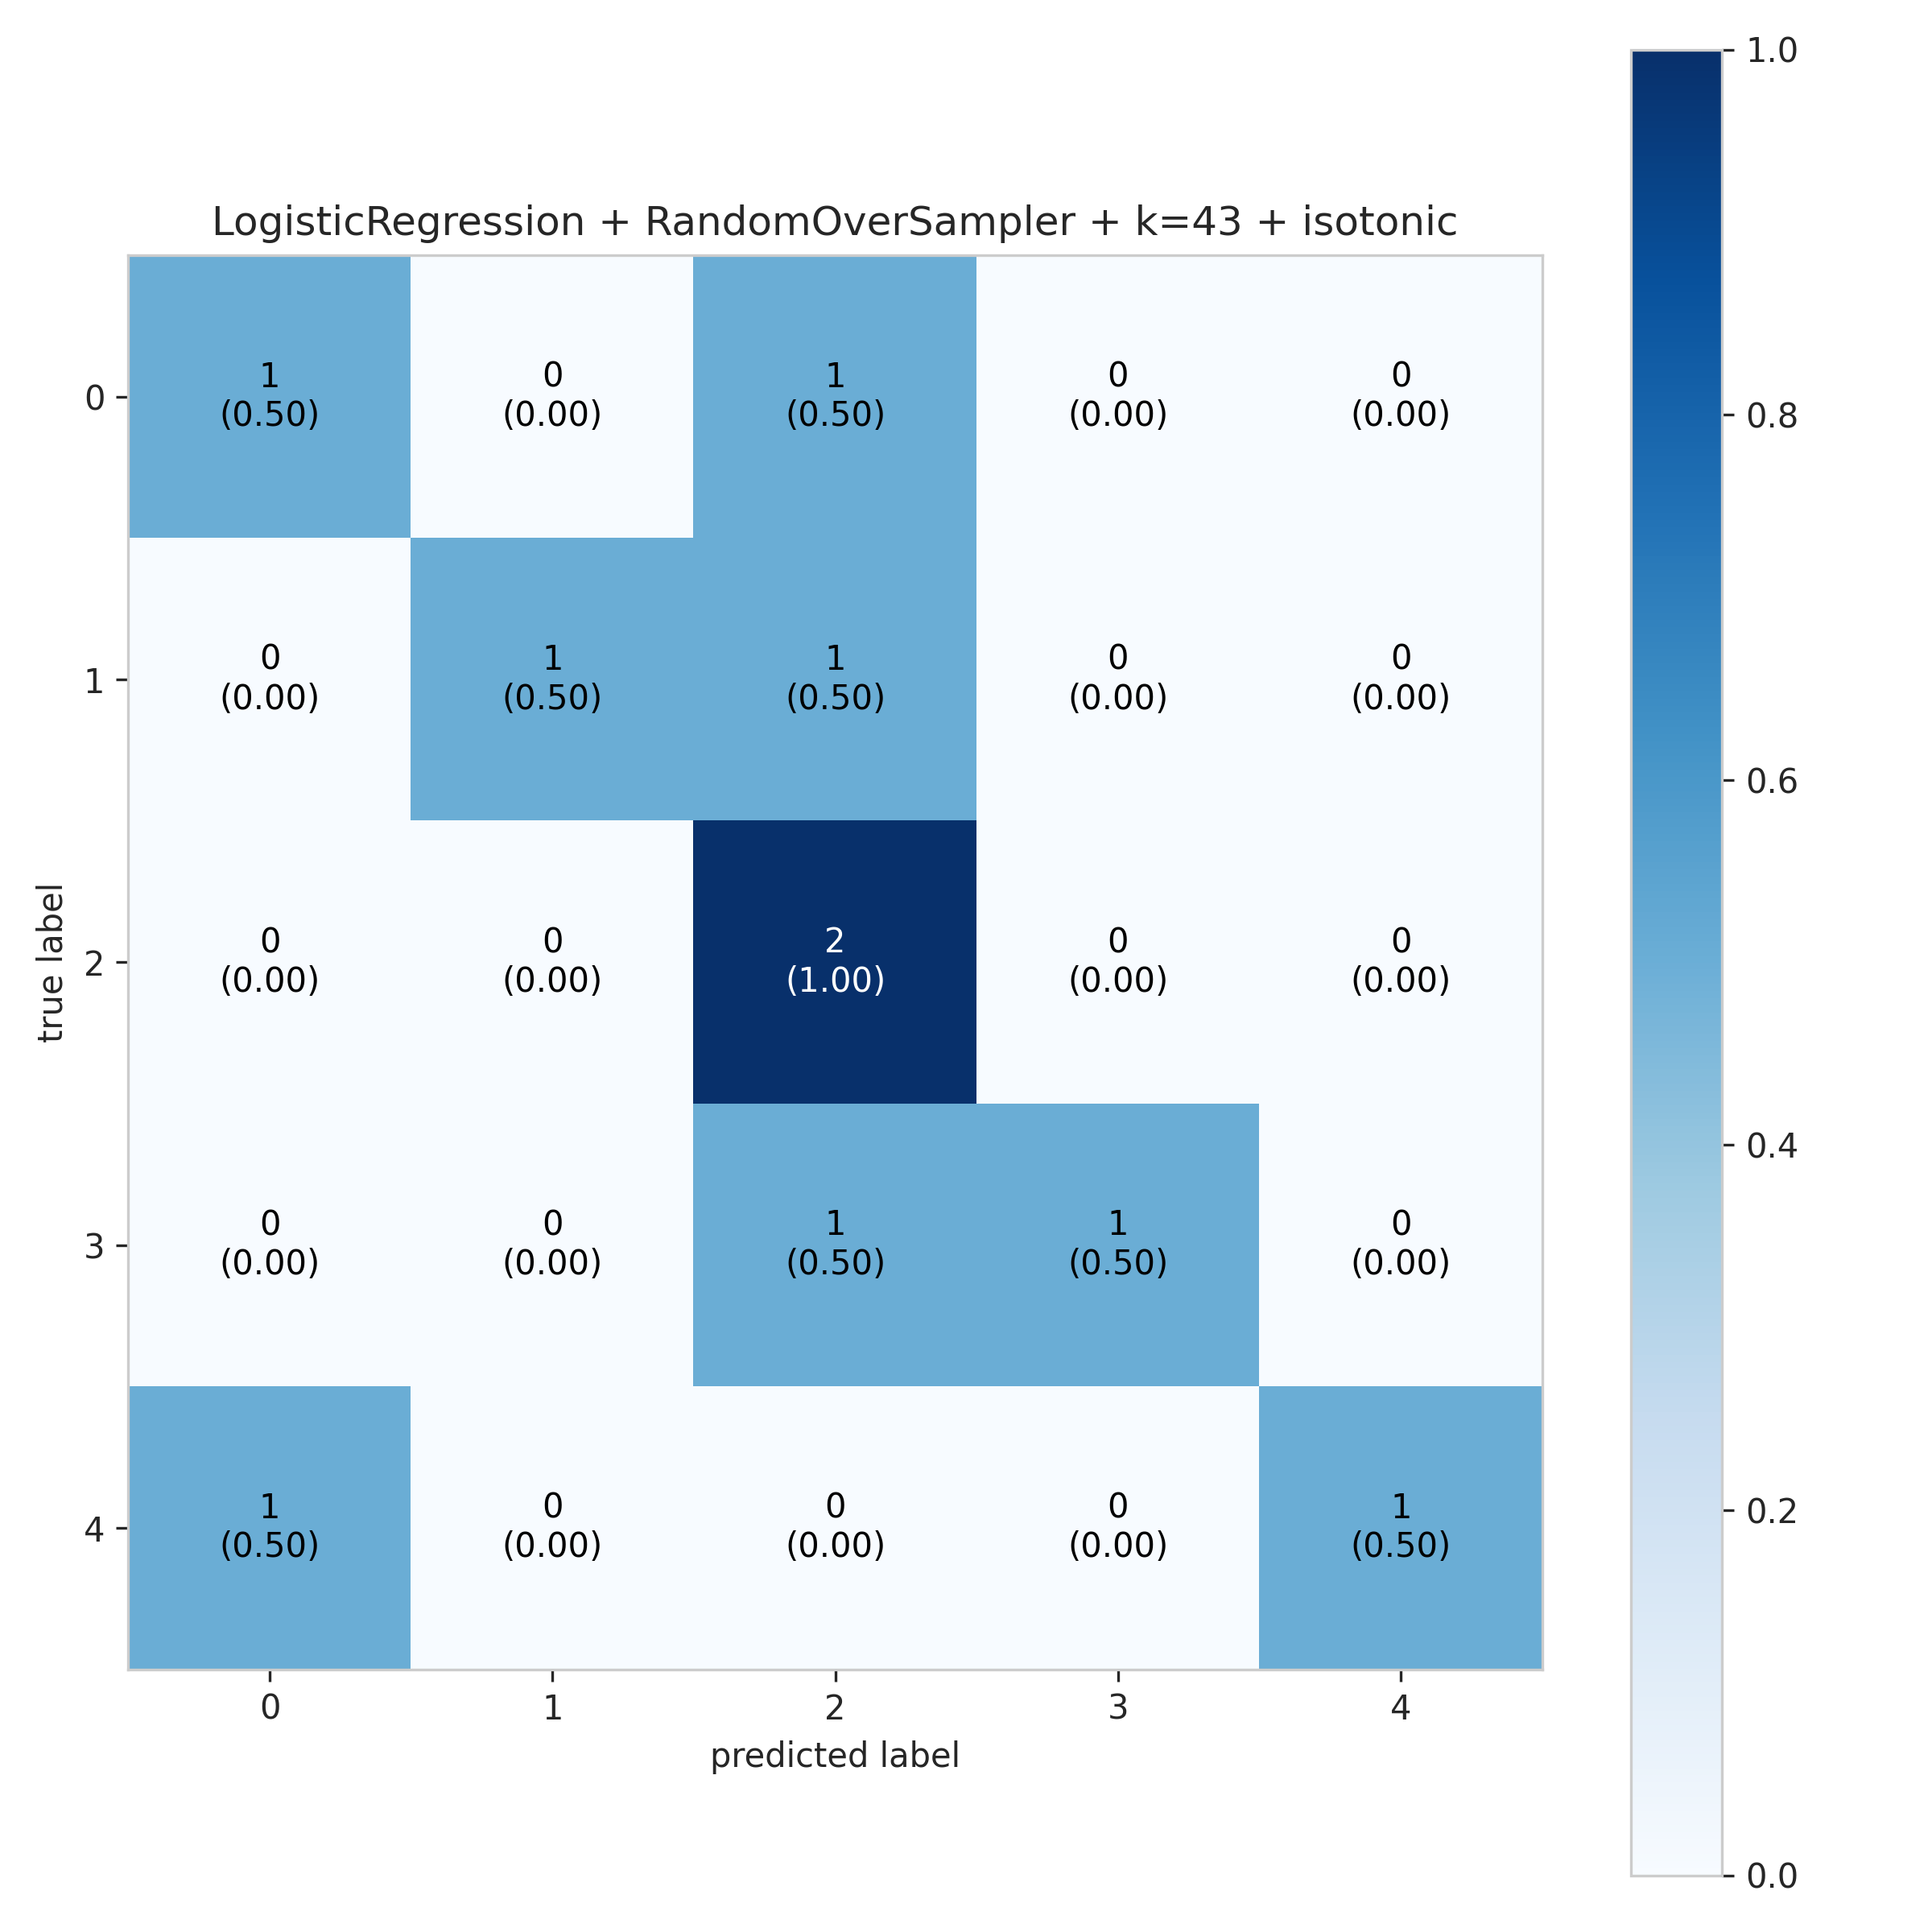 LogisticRegression + RandomOverSampler + k=43 + isotonic
1 0 1 0 0
(0.50) (0.00) (0.50) (0.00) (0.00)
0
0 1 1 0 0
(0.00) (0.50) (0.50) (0.00) (0.00)
1
0 0 2 0 0
(0.00) (0.00) (1.00) (0.00) (0.00)
2
0 0 1 1 0
(0.00) (0.00) (0.50) (0.50) (0.00)
3
1 0 0 0 1
(0.50) (0.00) (0.00) (0.00) (0.50)
4
0 1 2 3 4
predicted label
true label
1.0
0.8
0.6
0.4
0.2
0.0